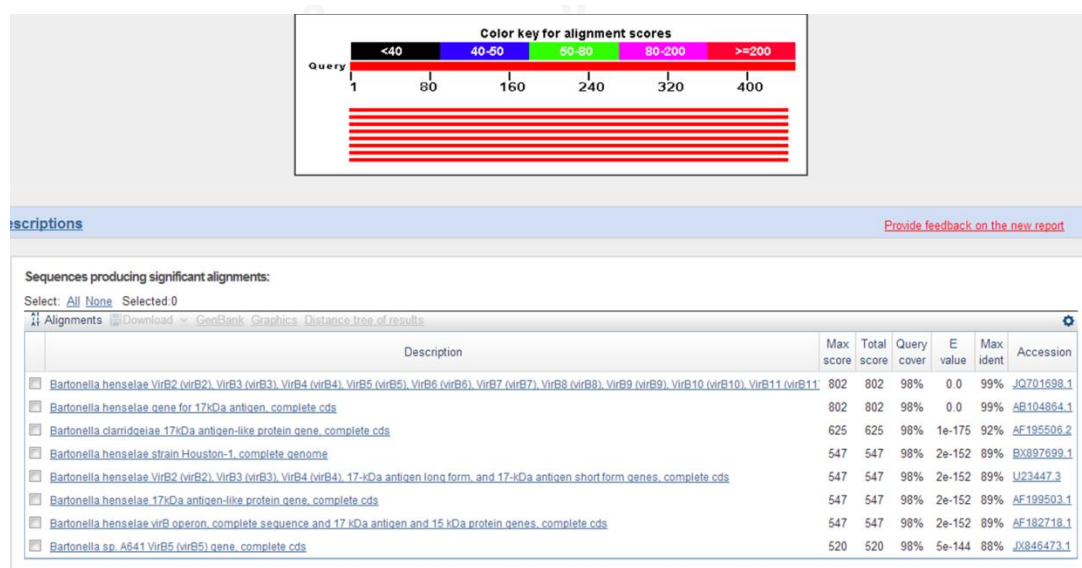 Color key for alignment scores
<40 40-50 50-80 80-200 >=200
Query
1 80 160 240 320 400
escriptions Provide feedback on the new report
Sequences producing significant alignments:
Select: All None Selected:0
Alignments Download GenBank Graphics Distance tree of results
Description Max score Total score Query cover E value Max ident Accession
Bartonella henselae VirB2 (virB2), VirB3 (virB3), VirB4 (virB4), VirB5 (virB5), VirB6 (virB6), VirB7 (virB7), VirB8 (virB8), VirB9 (virB9), VirB10 (virB10), VirB11 (virB11 802 802 98% 0.0 99% JQ701698.1
Bartonella henselae gene for 17kDa antigen, complete cds 802 802 98% 0.0 99% AB104864.1
Bartonella clarridgeiae 17kDa antigen-like protein gene, complete cds 625 625 98% 1e-175 92% AF195506.2
Bartonella henselae strain Houston-1, complete genome 547 547 98% 2e-152 89% BX897699.1
Bartonella henselae VirB2 (virB2), VirB3 (virB3), VirB4 (virB4), 17-kDa antigen long form, and 17-kDa antigen short form genes, complete cds 547 547 98% 2e-152 89% U23447.3
Bartonella henselae 17kDa antigen-like protein gene, complete cds 547 547 98% 2e-152 89% AF199503.1
Bartonella henselae virB operon, complete sequence and 17 kDa antigen and 15 kDa protein genes, complete cds 547 547 98% 2e-152 89% AF182718.1
Bartonella sp. A641 VirB5 (virB5) gene, complete cds 520 520 98% 5e-144 88% JX846473.1